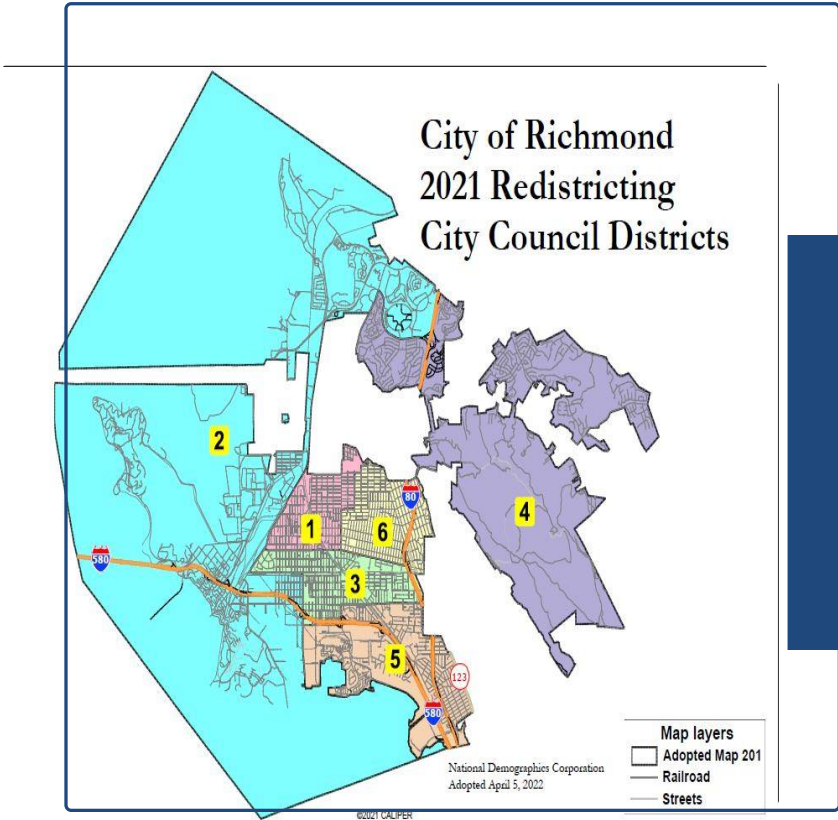 City of Richmond
2021 Redistricting
City Council Districts
2
80
1
6
4
580
3
5
123
580
Map layers
Adopted Map 201
Railroad
Streets
National Demographics Corporation
Adopted April 5, 2022
©2021 CALIPER